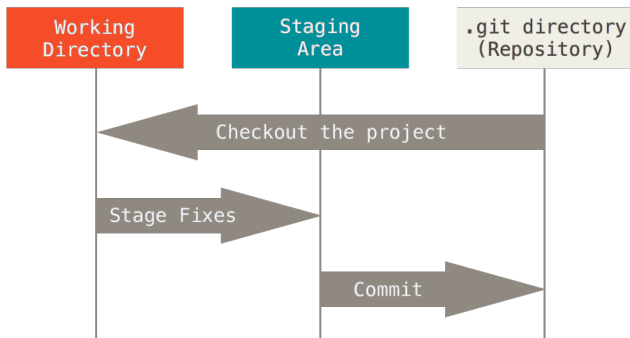 Working
Directory
Staging
Area
.git directory
(Repository)
Checkout the project
Stage Fixes
Commit